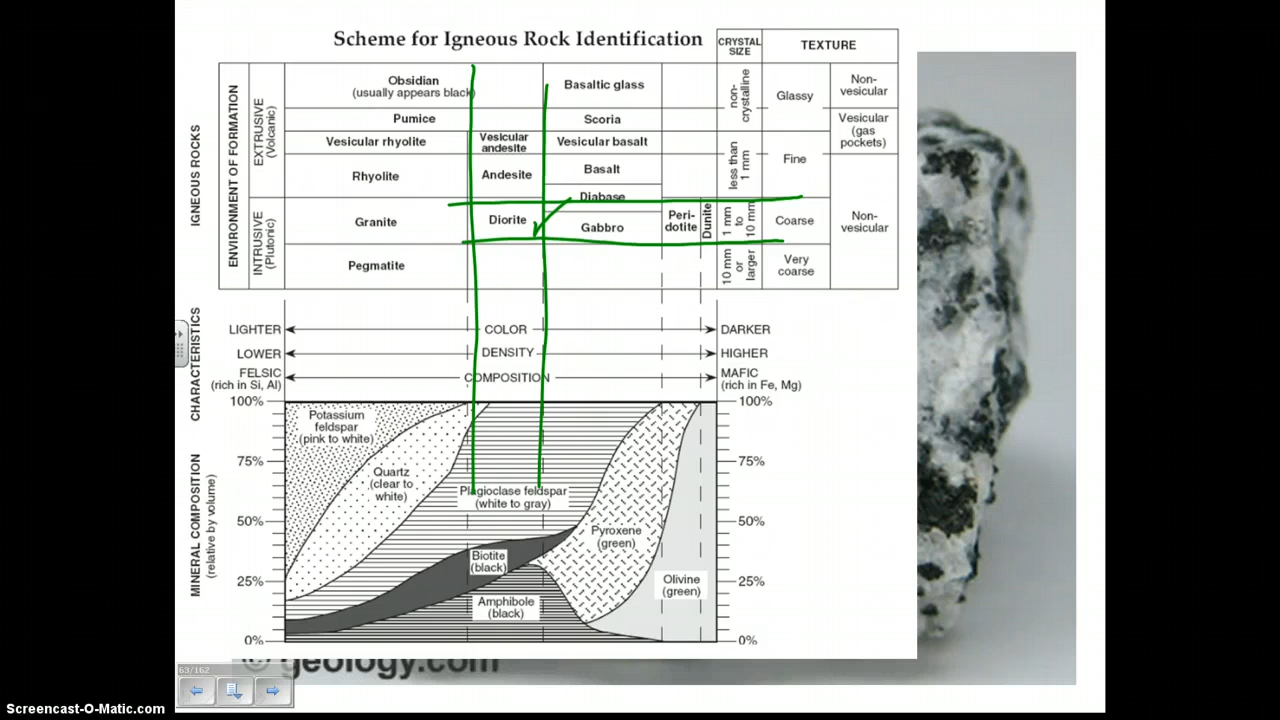 Scheme for Igneous Rock Identification
CRYSTAL
SIZE
TEXTURE
IGNEOUS ROCKS
ENVIRONMENT OF FORMATION
EXTRUSIVE
(Volcanic)
INTRUSIVE
(Plutonic)
Obsidian
(usually appears black)
Basaltic glass
non-
crystalline
Glassy
Non-
vesicular
Pumice
Scoria
Vesicular
(gas
pockets)
Vesicular rhyolite
Vesicular
andesite
Vesicular basalt
less than
1 mm
Fine
Rhyolite
Andesite
Basalt
Diabase
Granite
Diorite
Gabbro
Peri-
dotite
Dunite
1 mm
to
10 mm
Coarse
Non-
vesicular
Pegmatite
10 mm
or
larger
Very
coarse
CHARACTERISTICS
LIGHTER
COLOR
DARKER
LOWER
DENSITY
HIGHER
FELSIC
(rich in Si, Al)
COMPOSITION
MAFIC
(rich in Fe, Mg)
MINERAL COMPOSITION
(relative by volume)
100%
75%
50%
25%
0%
Potassium
feldspar
(pink to white)
Quartz
(clear to
white)
Plagioclase feldspar
(white to gray)
Biotite
(black)
Amphibole
(black)
Pyroxene
(green)
Olivine
(green)
100%
75%
50%
25%
0%
© geology.com
63/162
Screencast-O-Matic.com